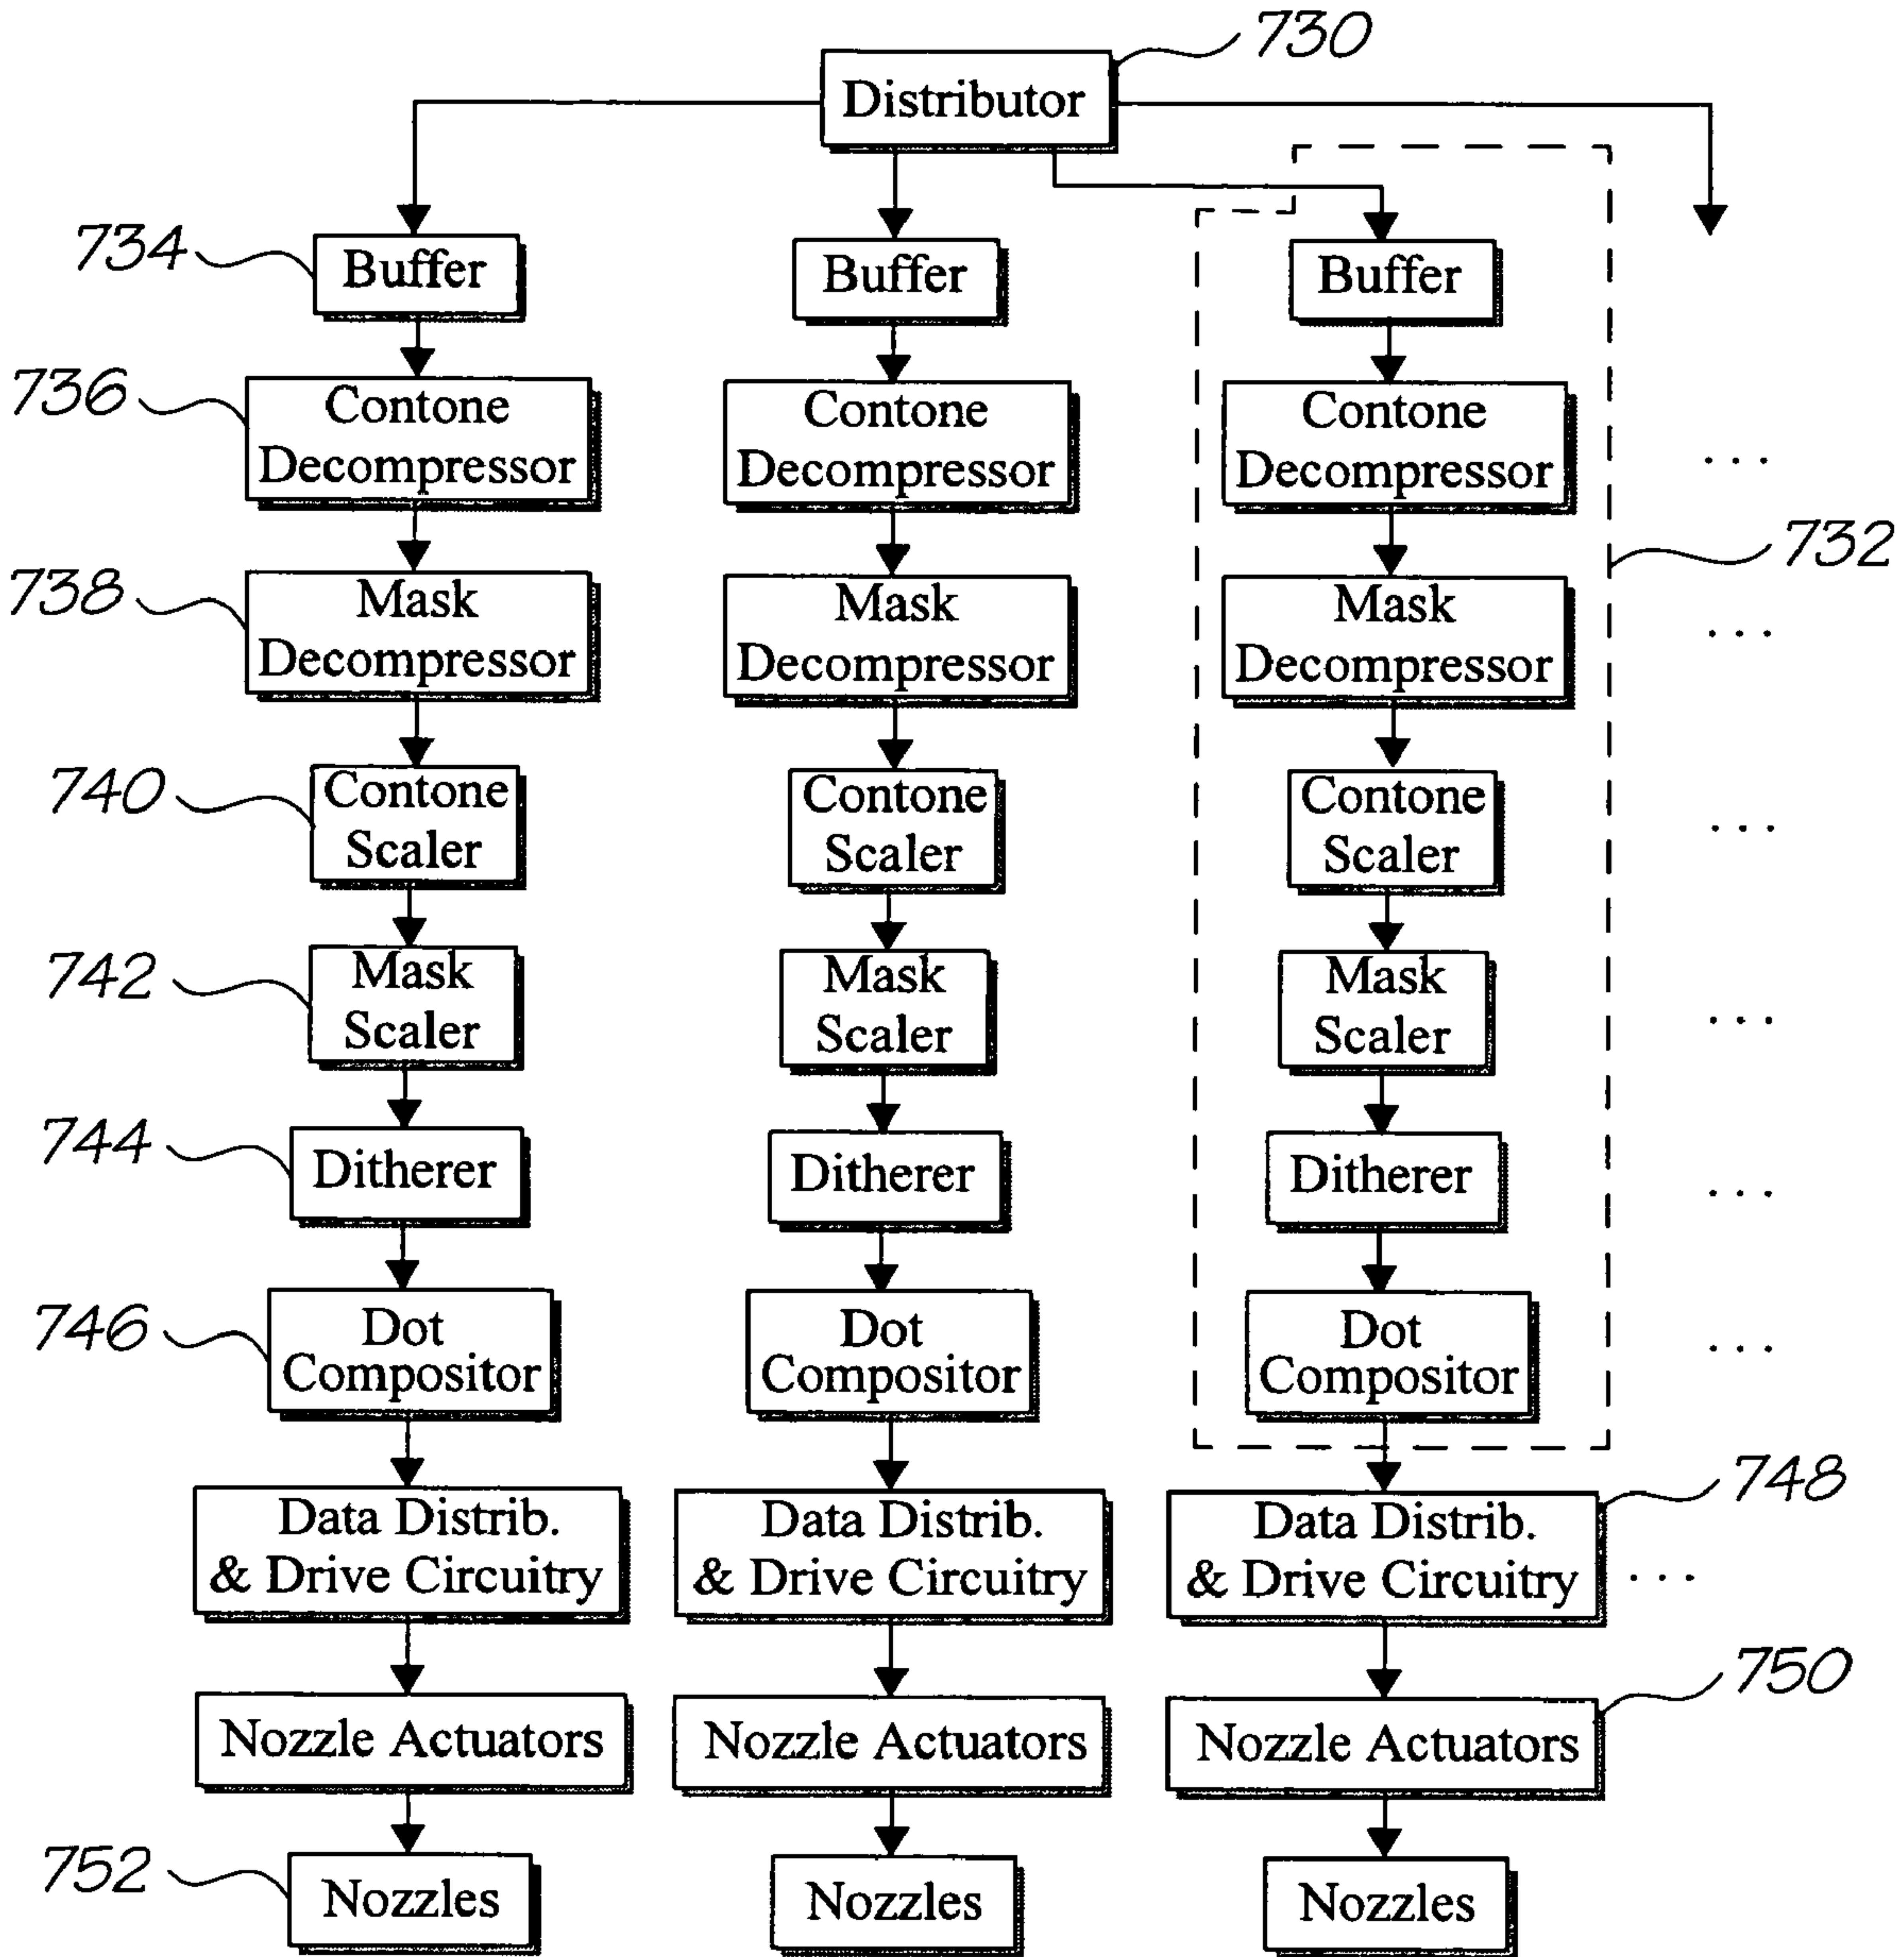 730
Distributor
734
Buffer
Buffer
Buffer
736
Contone
Decompressor
Contone
Decompressor
Contone
Decompressor
...
732
738
Mask
Decompressor
Mask
Decompressor
Mask
Decompressor
...
740
Contone
Scaler
Contone
Scaler
Contone
Scaler
...
742
Mask
Scaler
Mask
Scaler
Mask
Scaler
...
744
Ditherer
Ditherer
Ditherer
...
746
Dot
Compositor
Dot
Compositor
Dot
Compositor
...
748
Data Distrib.
& Drive Circuitry
Data Distrib.
& Drive Circuitry
Data Distrib.
& Drive Circuitry
...
750
Nozzle Actuators
Nozzle Actuators
Nozzle Actuators
752
Nozzles
Nozzles
Nozzles